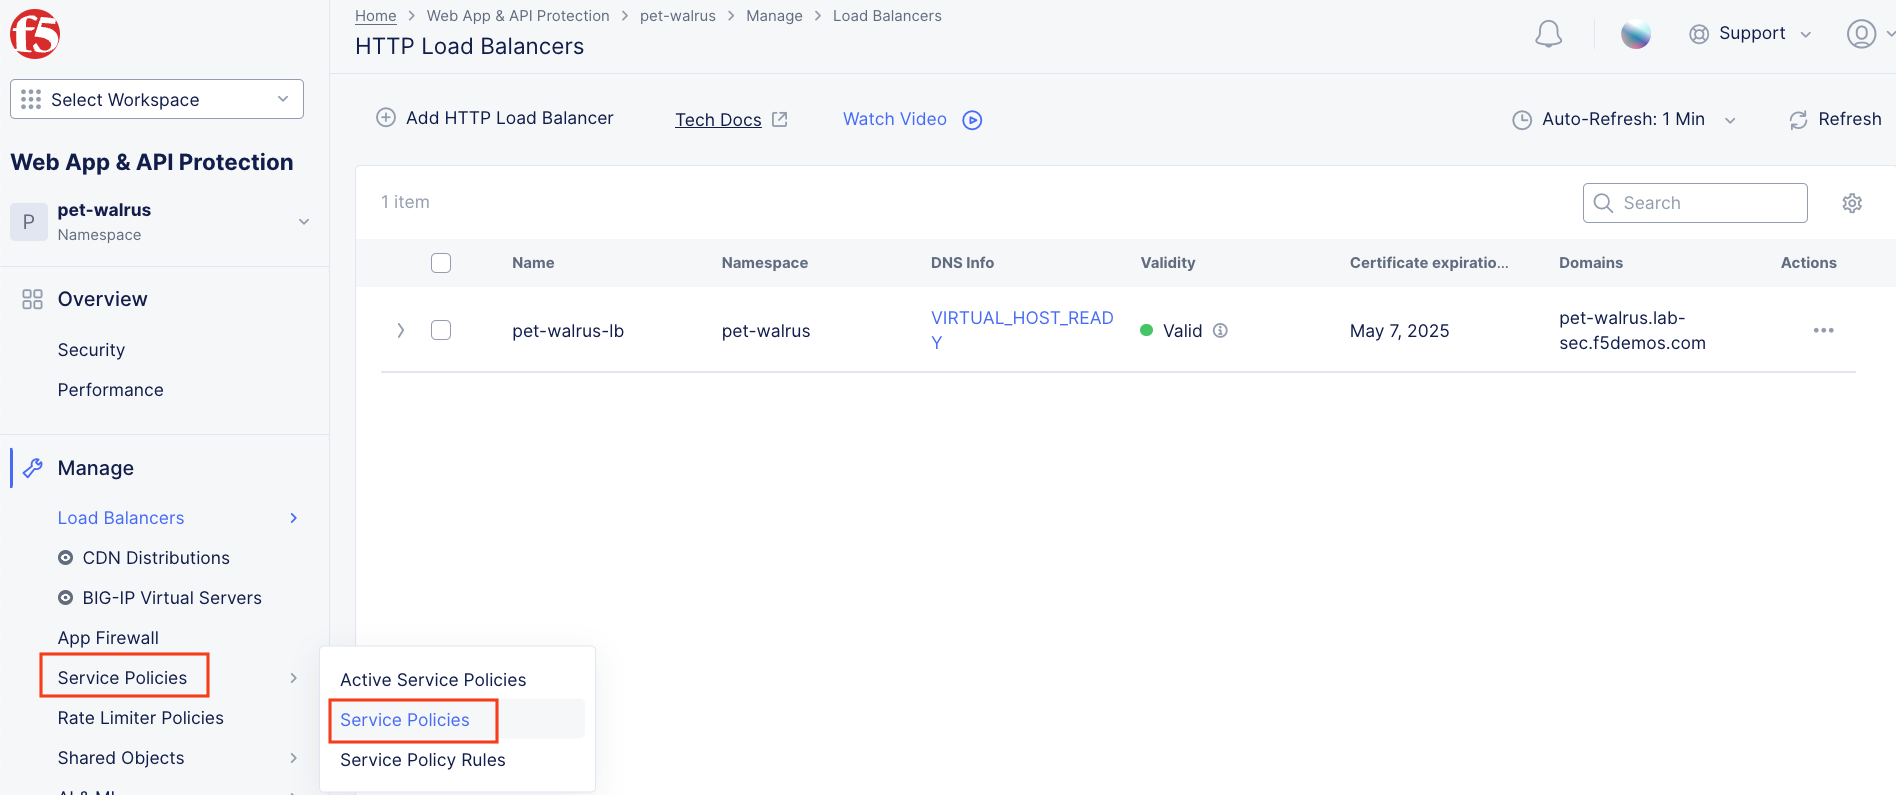 f5
Home > Web App & API Protection > pet-walrus > Manage > Load Balancers
HTTP Load Balancers
Support
Select Workspace
Add HTTP Load Balancer
Tech Docs
Watch Video
Auto-Refresh: 1 Min
Refresh
Web App & API Protection
P
pet-walrus
Namespace
1 item
Search
Name
Namespace
DNS Info
Validity
Certificate expiratio...
Domains
Actions
pet-walrus-lb
pet-walrus
VIRTUAL_HOST_READ
Y
Valid
May 7, 2025
pet-walrus.lab-
sec.f5demos.com
Overview
Security
Performance
Manage
Load Balancers
CDN Distributions
BIG-IP Virtual Servers
App Firewall
Service Policies
Rate Limiter Policies
Shared Objects
Active Service Policies
Service Policies
Service Policy Rules